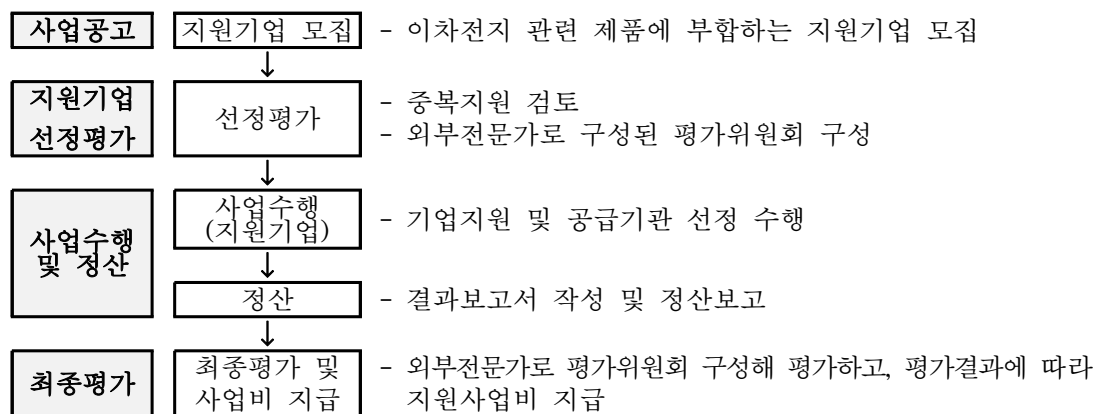 사업공고 지원기업 모집 - 이차전지 관련 제품에 부합하는 지원기업 모집
↓
지원기업
선정평가
선정평가
- 중복지원 검토
- 외부전문가로 구성된 평가위원회 구성
↓
사업수행
및 정산
사업수행
(지원기업)
- 기업지원 및 공급기관 선정 수행
↓
정산 - 결과보고서 작성 및 정산보고
↓
최종평가
최종평가 및
사업비 지급
- 외부전문가로 평가위원회 구성해 평가하고, 평가결과에 따라
지원사업비 지급